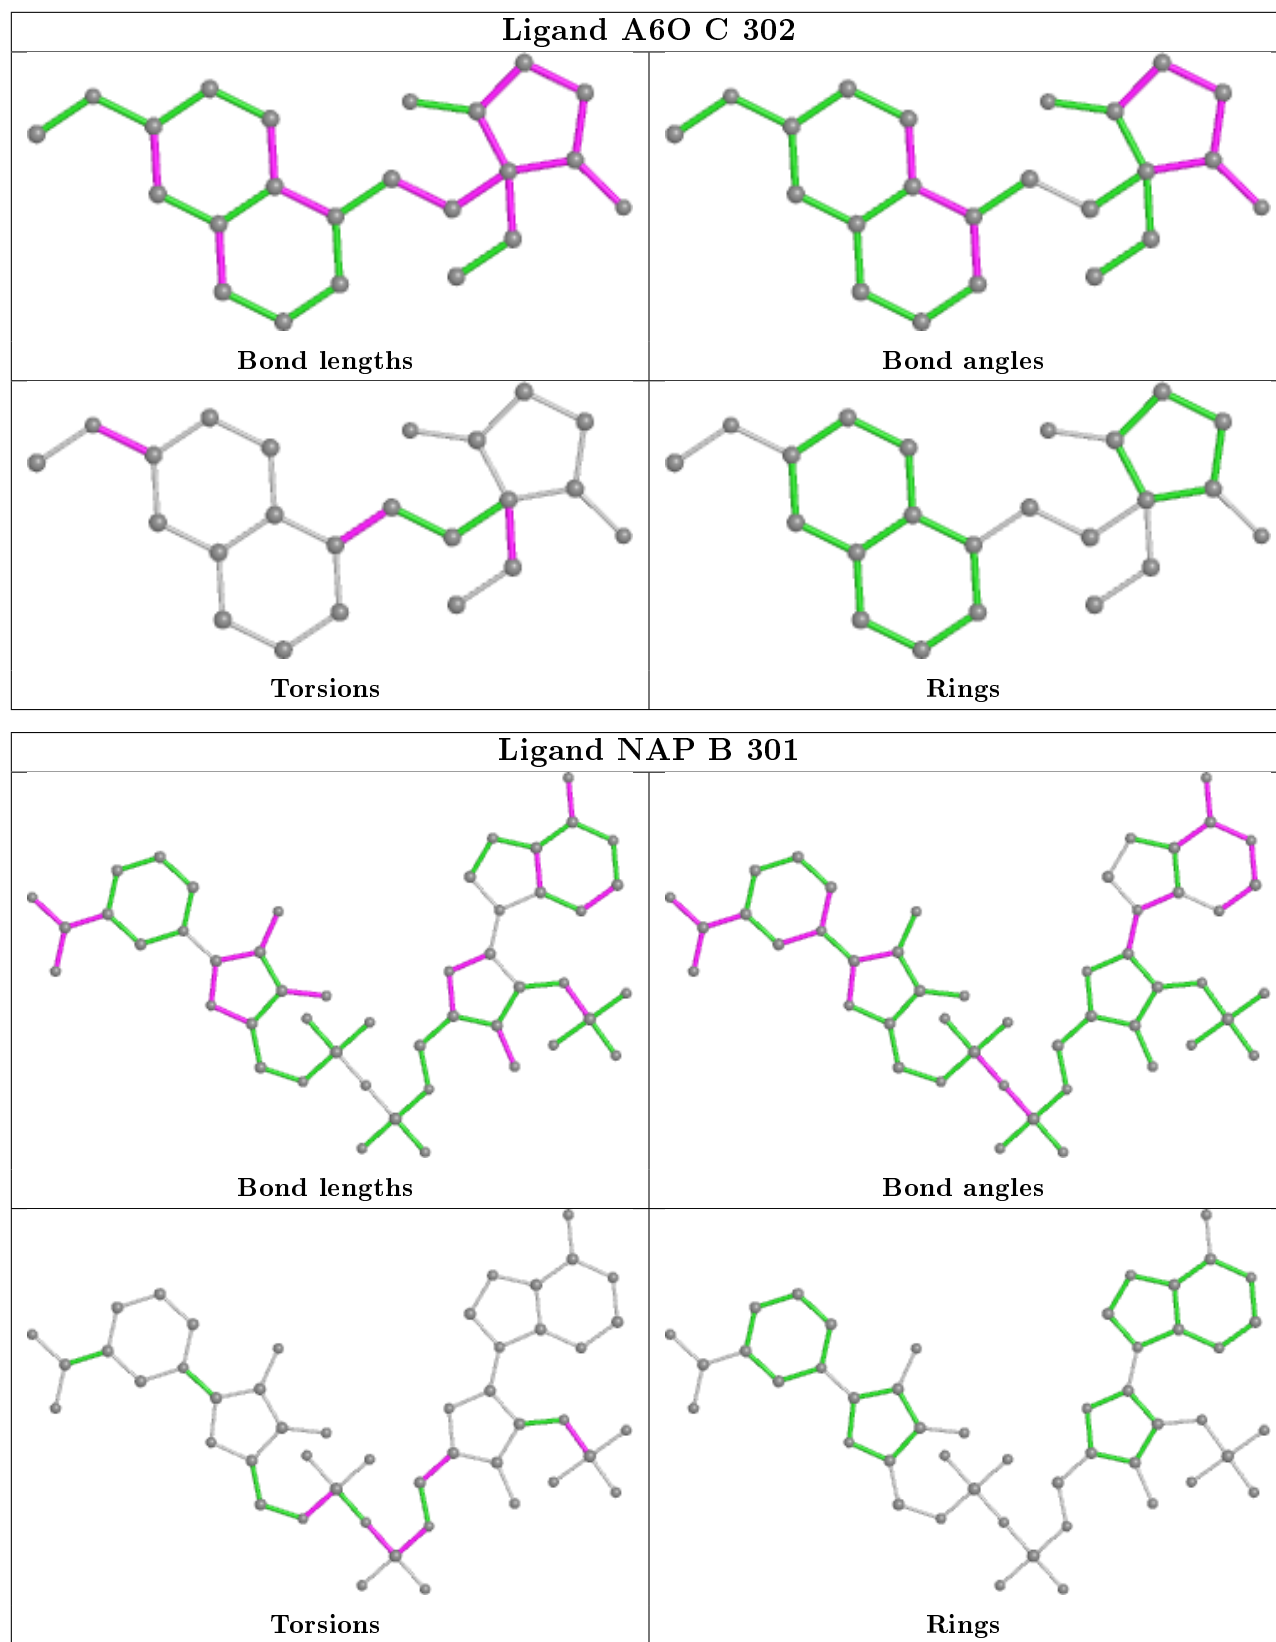 Ligand A6O C 302
Bond lengths
Bond angles
Torsions
Rings
Ligand NAP B 301
Bond lengths
Bond angles
Torsions
Rings